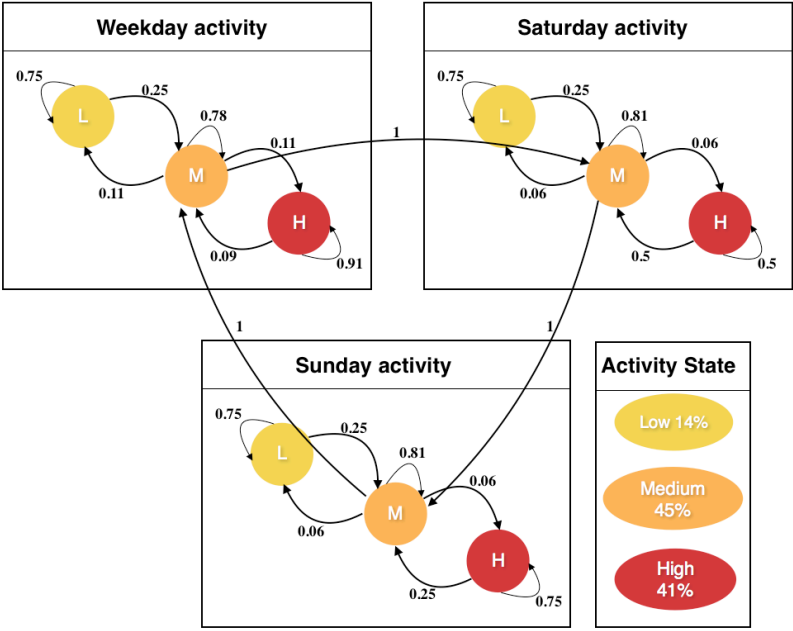 Weekday activity
0.75
L
0.25
0.78
0.11
M
0.11
H
0.09
0.91
1
Saturday activity
0.75
L
0.25
0.81
0.06
M
0.06
H
0.5
0.5
1
1
Sunday activity
0.75
L
0.25
0.81
0.06
M
0.06
H
0.25
0.75
Activity State
Low 14%
Medium
45%
High
41%